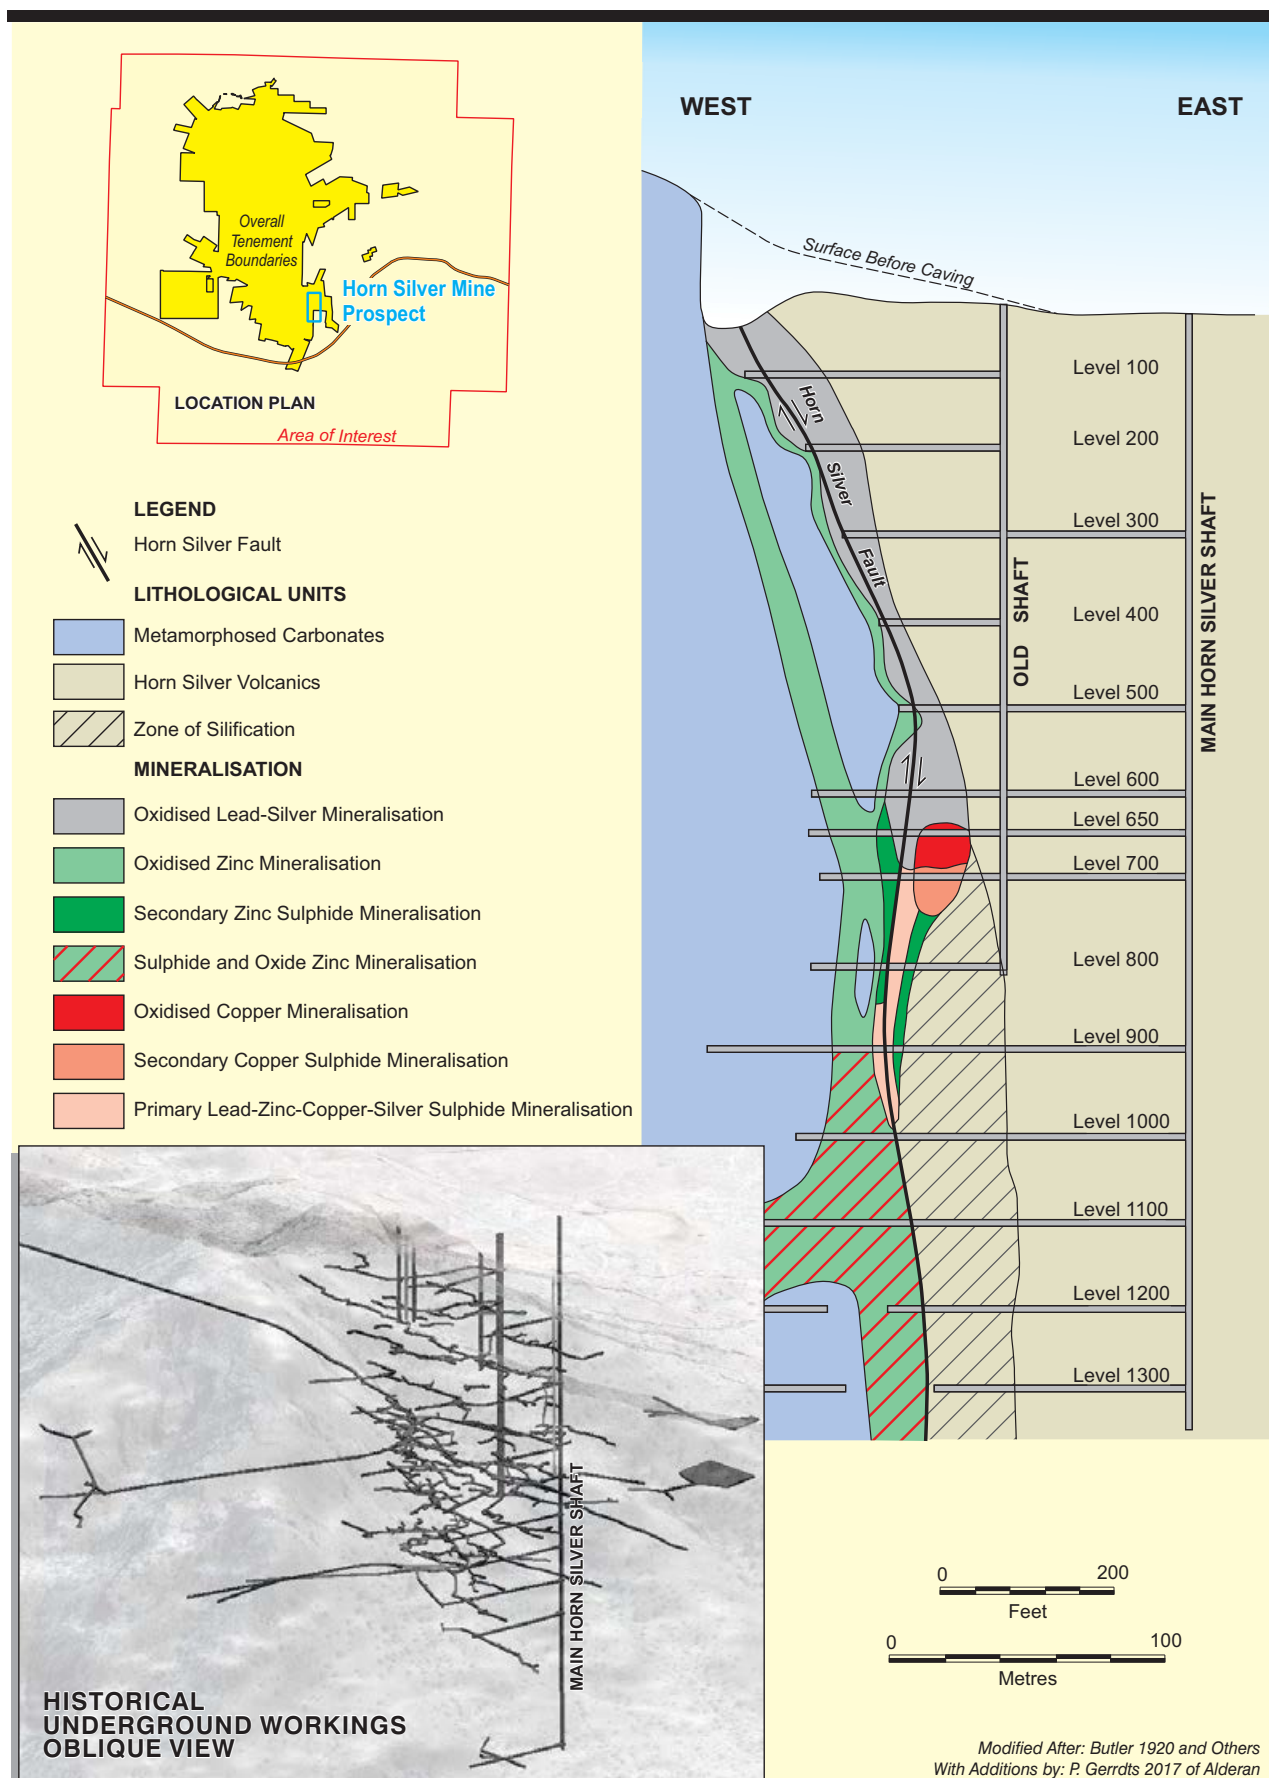 Overall
Tenement
Boundaries
Horn Silver Mine
Prospect
LOCATION PLAN
Area of Interest
LEGEND
Horn Silver Fault
LITHOLOGICAL UNITS
Metamorphosed Carbonates
Horn Silver Volcanics
Zone of Silification
MINERALISATION
Oxidised Lead-Silver Mineralisation
Oxidised Zinc Mineralisation
Secondary Zinc Sulphide Mineralisation
Sulphide and Oxide Zinc Mineralisation
Oxidised Copper Mineralisation
Secondary Copper Sulphide Mineralisation
Primary Lead-Zinc-Copper-Silver Sulphide Mineralisation
WEST
EAST
Surface Before Caving
Horn
Silver
Fault
Level 100
Level 200
Level 300
Level 400
Level 500
Level 600
Level 650
Level 700
Level 800
Level 900
Level 1000
Level 1100
Level 1200
Level 1300
OLD SHAFT
MAIN HORN SILVER SHAFT
MAIN HORN SILVER SHAFT
HISTORICAL
UNDERGROUND WORKINGS
OBLIQUE VIEW
0 200
Feet
0 100
Metres
Modified After: Butler 1920 and Others
With Additions by: P. Gerrdts 2017 of Alderan